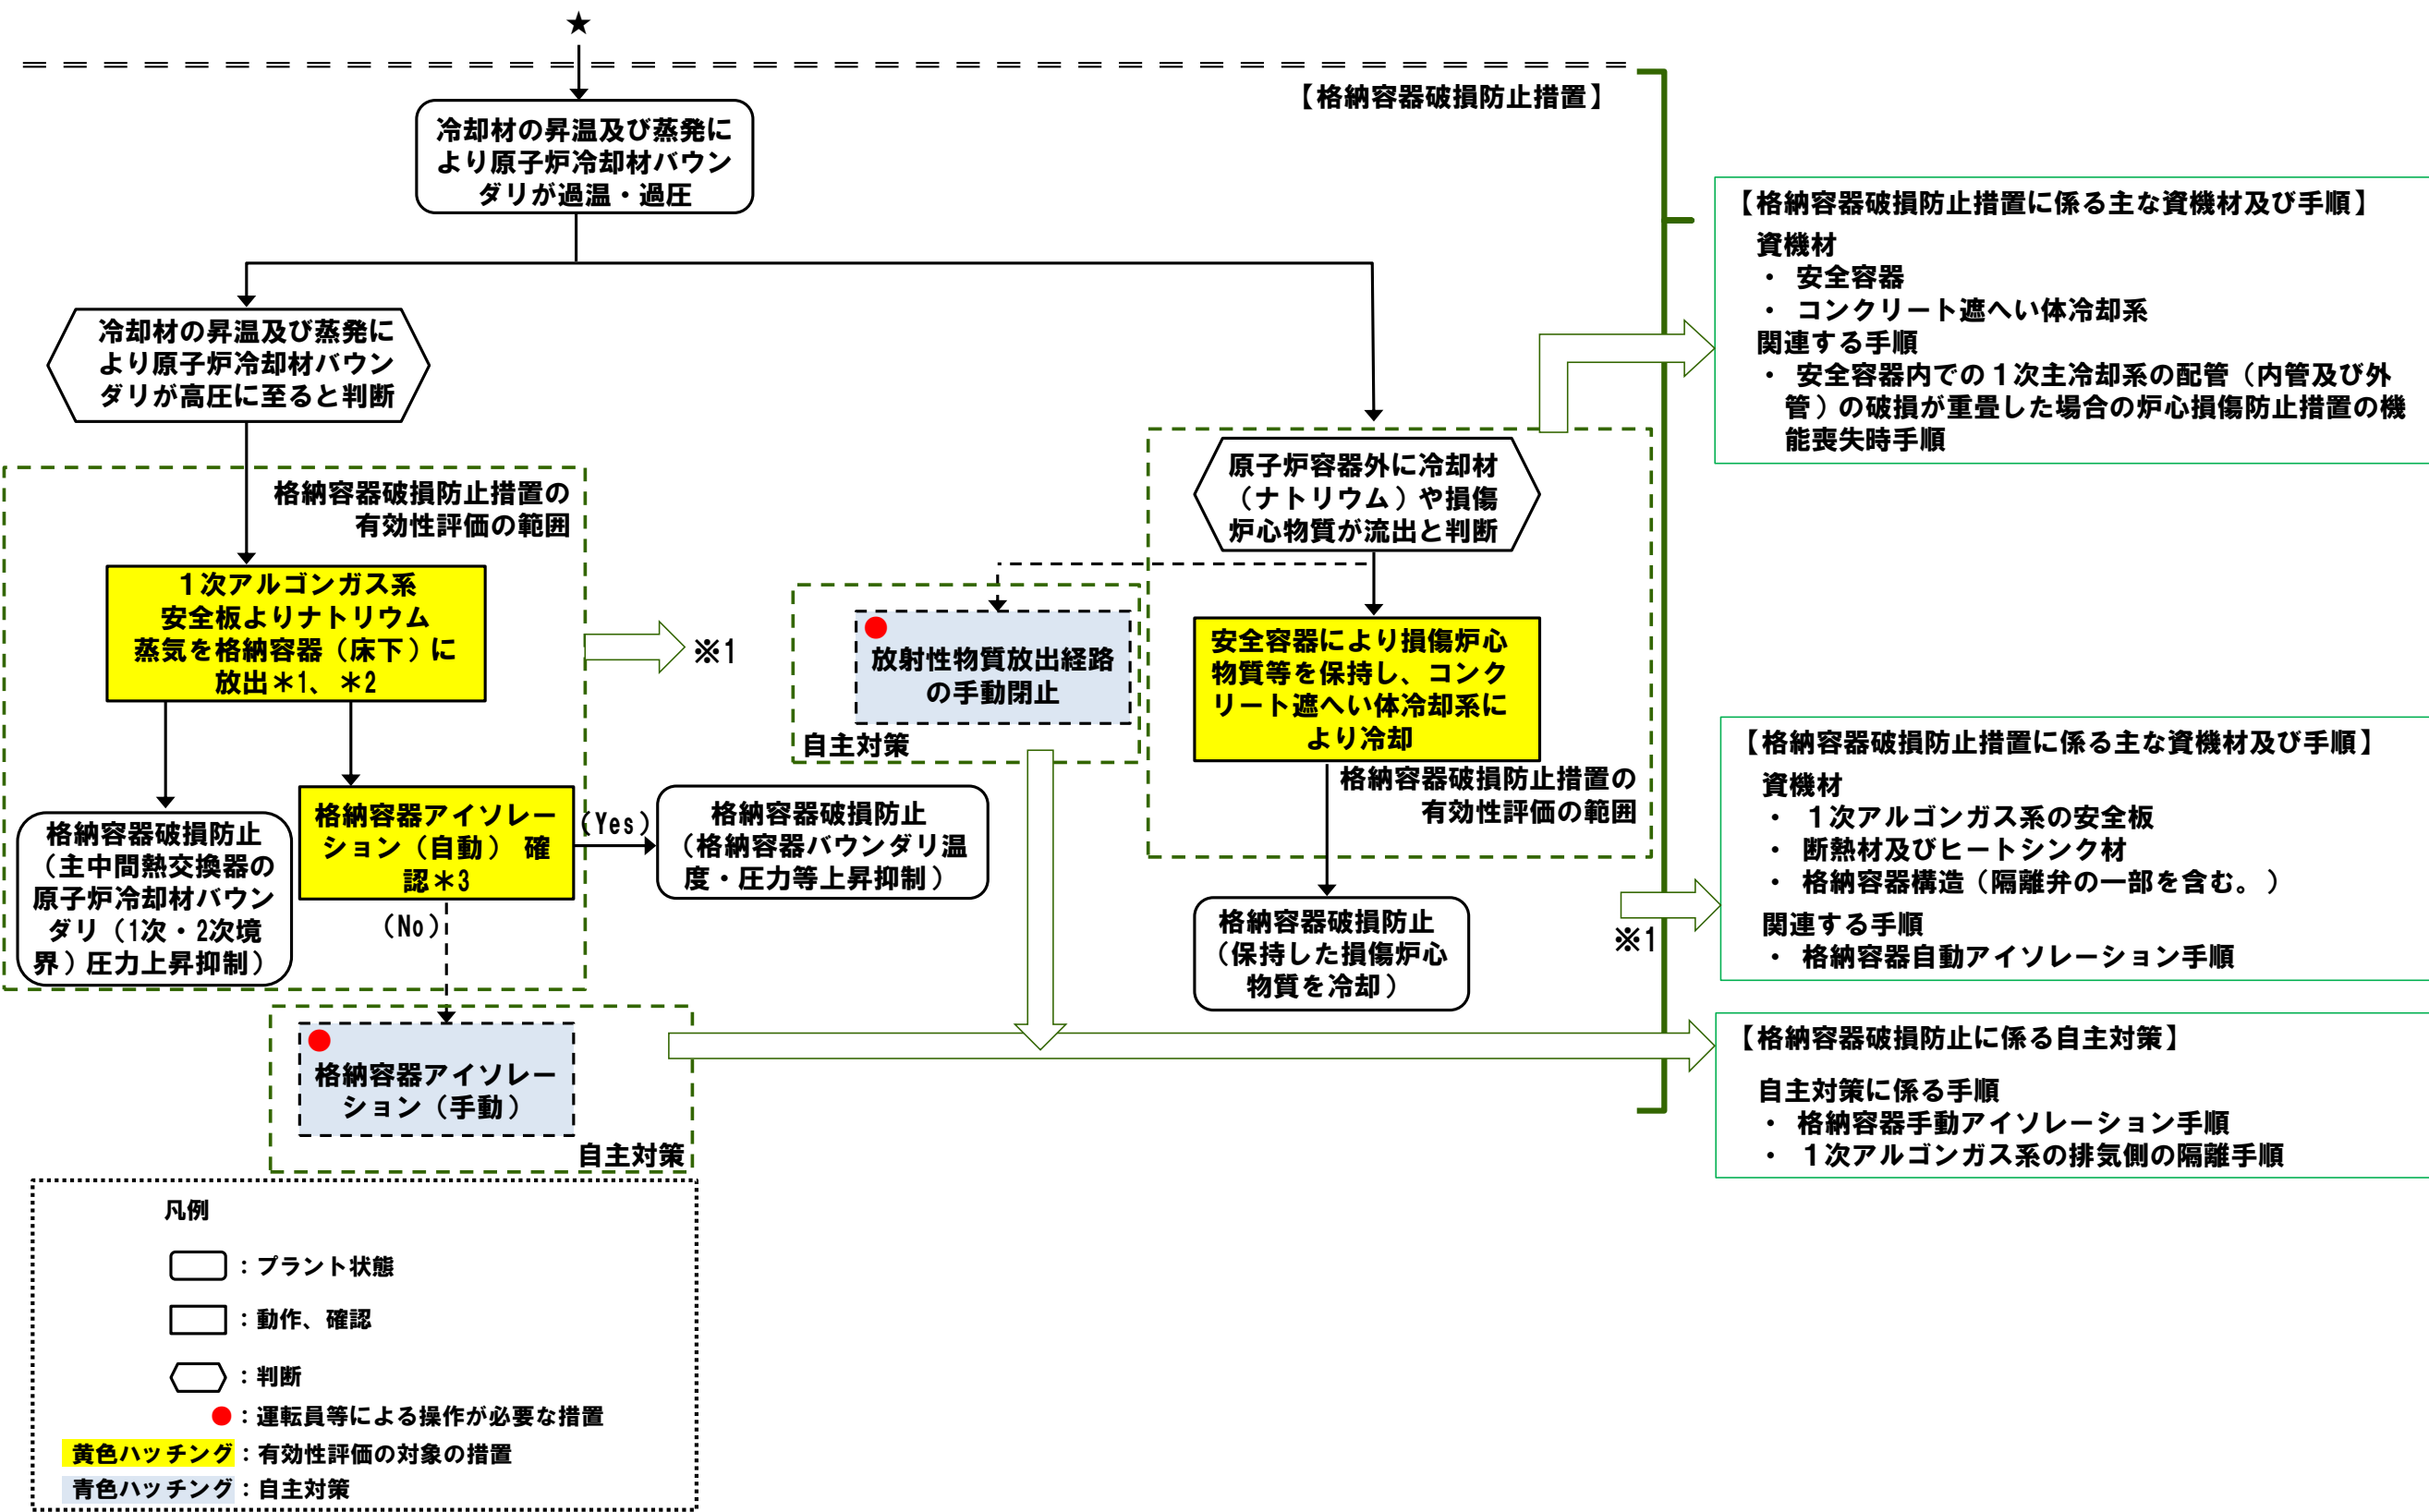 ★
【格納容器破損防止措置】
冷却材の昇温及び蒸発に
より原子炉冷却材バウン
ダリが過温・過圧
冷却材の昇温及び蒸発に
より原子炉冷却材バウン
ダリが高圧に至ると判断
格納容器破損防止措置の
有効性評価の範囲
1次アルゴンガス系
安全板よりナトリウム
蒸気を格納容器（床下）に
放出＊1、＊2
※1
格納容器破損防止
（主中間熱交換器の
原子炉冷却材バウン
ダリ（1次・2次境
界）圧力上昇抑制）
格納容器アイソレー
ション（自動） 確
認＊3
（Yes）
（No）
格納容器破損防止
（格納容器バウンダリ温
度・圧力等上昇抑制）
格納容器アイソレー
ション（手動）
自主対策
放射性物質放出経路
の手動閉止
自主対策
原子炉容器外に冷却材
（ナトリウム）や損傷
炉心物質が流出と判断
安全容器により損傷炉心
物質等を保持し、コンク
リート遮へい体冷却系に
より冷却
格納容器破損防止措置の
有効性評価の範囲
格納容器破損防止
（保持した損傷炉心
物質を冷却）
【格納容器破損防止措置に係る主な資機材及び手順】
資機材
・ 安全容器
・ コンクリート遮へい体冷却系
関連する手順
・ 安全容器内での1次主冷却系の配管（内管及び外
管）の破損が重畳した場合の炉心損傷防止措置の機
能喪失時手順
※1
【格納容器破損防止措置に係る主な資機材及び手順】
資機材
・ 1次アルゴンガス系の安全板
・ 断熱材及びヒートシンク材
・ 格納容器構造（隔離弁の一部を含む。）
関連する手順
・ 格納容器自動アイソレーション手順
【格納容器破損防止に係る自主対策】
自主対策に係る手順
・ 格納容器手動アイソレーション手順
・ 1次アルゴンガス系の排気側の隔離手順
凡例
：プラント状態
：動作、確認
：判断
：運転員等による操作が必要な措置
黄色ハッチング：有効性評価の対象の措置
青色ハッチング：自主対策